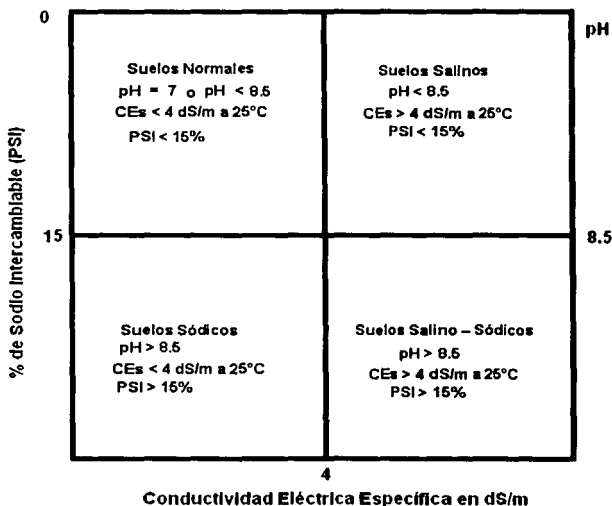 0
pH
Suelos Normales
pH = 7 o pH < 8.5
CEs < 4 dS/m a 25°C
PSI < 15%
Suelos Salinos
pH < 8.5
CEs > 4 dS/m a 25°C
PSI < 15%
% de Sodio Intercambiable (PSI)
15
8.5
Suelos Sódicos
pH > 8.5
CEs < 4 dS/m a 25°C
PSI > 15%
Suelos Salino – Sódicos
pH > 8.5
CEs > 4 dS/m a 25°C
PSI > 15%
4
Conductividad Eléctrica Específica en dS/m